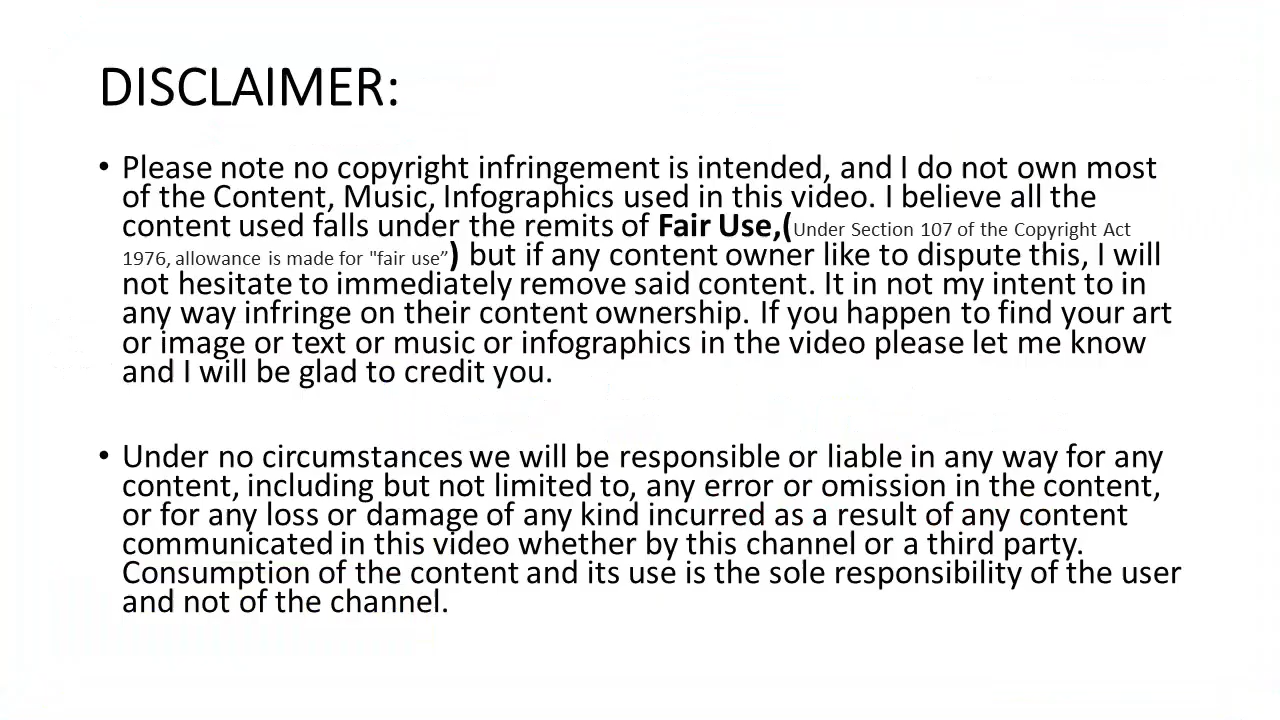 DISCLAIMER:
• Please note no copyright infringement is intended, and I do not own most
of the Content, Music, Infographics used in this video. I believe all the
content used falls under the remits of Fair Use,(Under Section 107 of the Copyright Act
1976, allowance is made for "fair use”) but if any content owner like to dispute this, I will
not hesitate to immediately remove said content. It in not my intent to in
any way infringe on their content ownership. If you happen to find your art
or image or text or music or infographics in the video please let me know
and I will be glad to credit you.
• Under no circumstances we will be responsible or liable in any way for any
content, including but not limited to, any error or omission in the content,
or for any loss or damage of any kind incurred as a result of any content
communicated in this video whether by this channel or a third party.
Consumption of the content and its use is the sole responsibility of the user
and not of the channel.